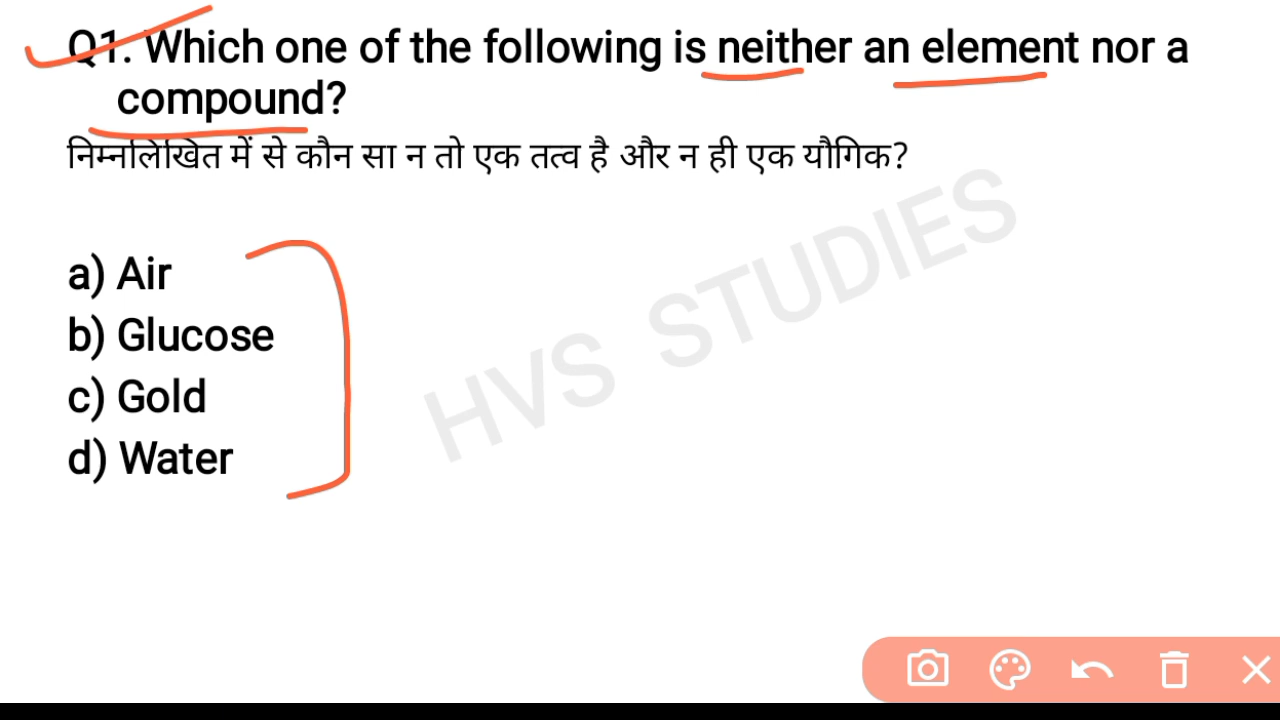 Q1. Which one of the following is neither an element nor a
compound?
निम्नलिखित में से कौन सा न तो एक तत्व है और न ही एक यौगिक?
HVS STUDIES
a) Air
b) Glucose
c) Gold
d) Water